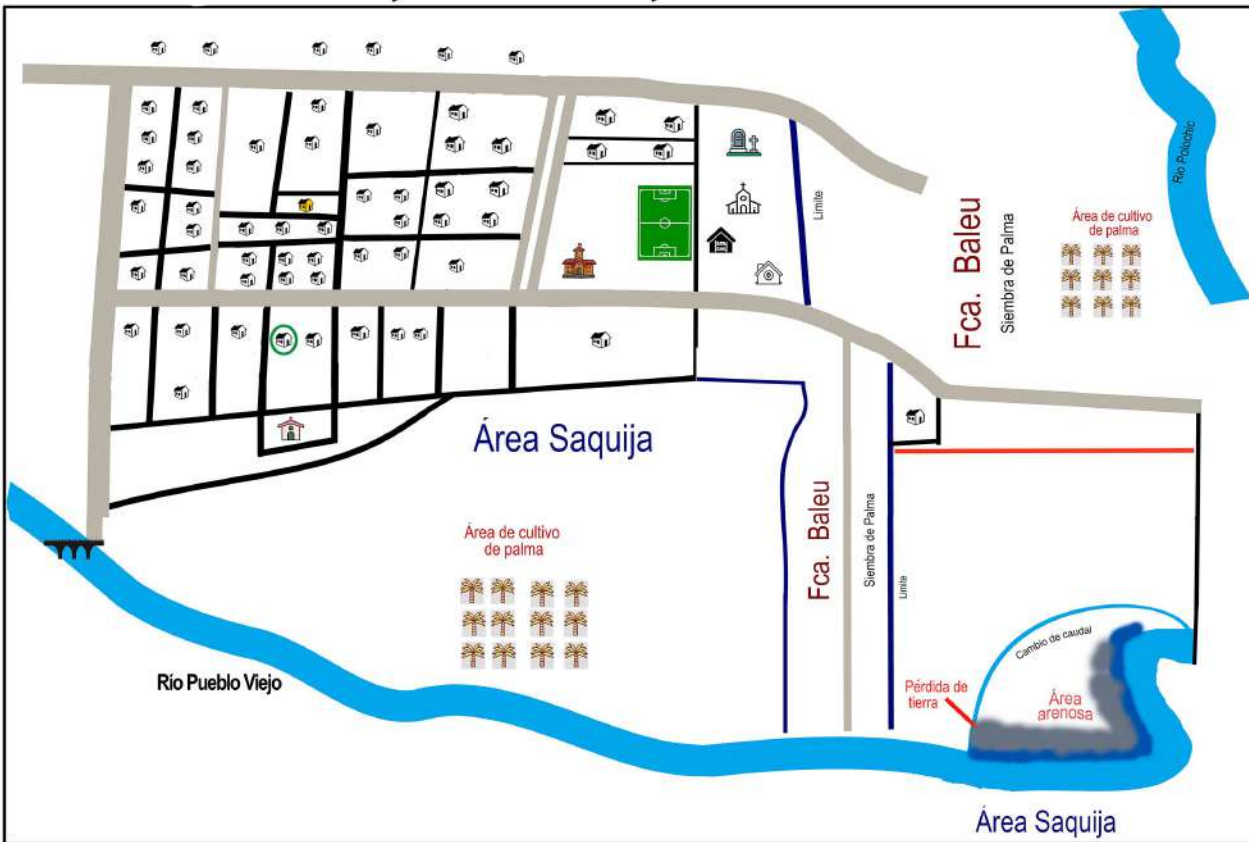 Río Polochic
Límite
Fca. Baleu
Siembra de Palma
Área de cultivo
de palma
Área Saquija
Fca. Baleu
Siembra de Palma
Límite
Área de cultivo
de palma
Río Pueblo Viejo
Cambio de caudal
Pérdida de
tierra
Área
arenosa
Área Saquija